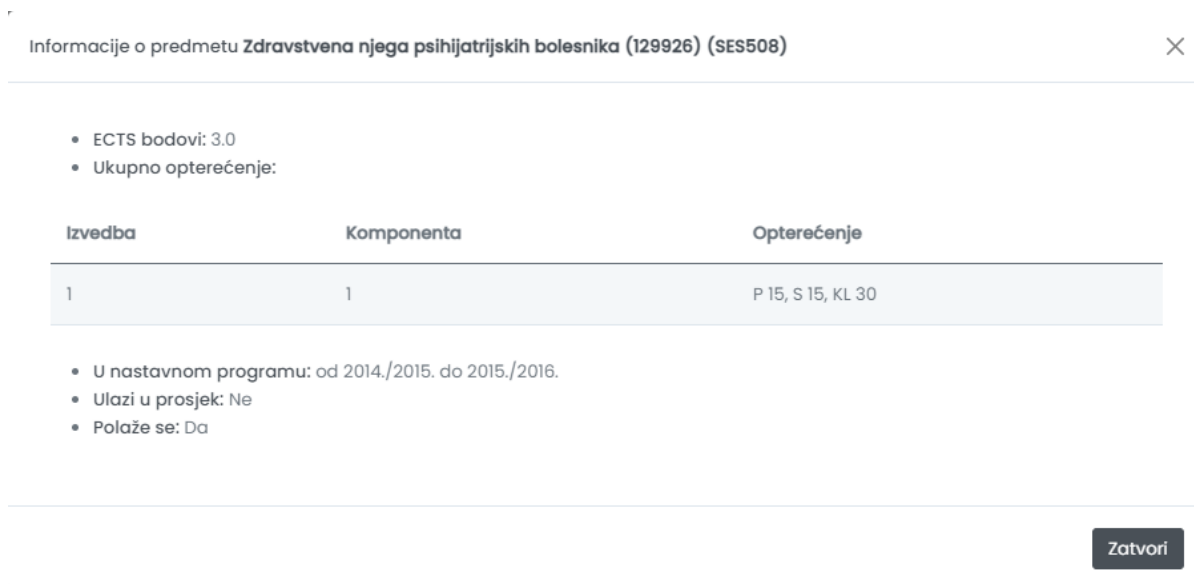 Informacije o predmetu Zdravstvena njega psihijatrijskih bolesnika (129926) (SES508)
ECTS bodovi: 3.0
Ukupno opterećenje:
Izvedba Komponenta Opterećenje
1 1 P 15, S 15, KL 30
U nastavnom programu: od 2014./2015. do 2015./2016.
Ulazi u prosjek: Ne
Polaže se: Da
Zatvori